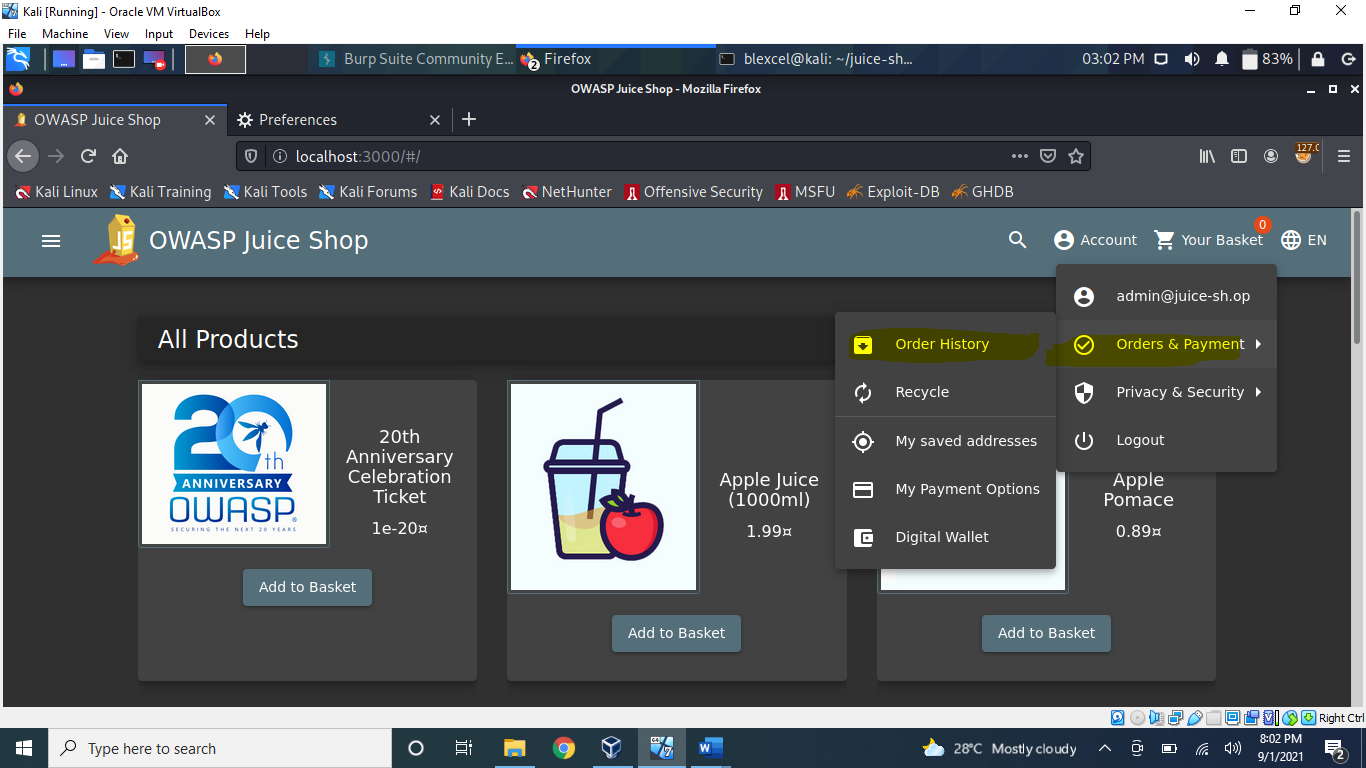 Kali [Running] - Oracle VM VirtualBox
File Machine View Input Devices Help
Burp Suite Community E... 2 Firefox blexcel@kali: ~/juice-sh... 03:02 PM 83%
OWASP Juice Shop - Mozilla Firefox
OWASP Juice Shop Preferences
localhost:3000/#/ 127.0
Kali Linux Kali Training Kali Tools Kali Forums Kali Docs NetHunter Offensive Security MSFU Exploit-DB GHDB
JS OWASP Juice Shop Account Your Basket 0 EN
admin@juice-sh.op
Orders & Payment
Privacy & Security
Logout
Order History
Recycle
My saved addresses
My Payment Options
Digital Wallet
All Products
20th
ANNIVERSARY
OWASP
SECURING THE NEXT 20 YEARS
20th
Anniversary
Celebration
Ticket
1e-20¤
Add to Basket
Apple Juice
(1000ml)
1.99¤
Add to Basket
Apple
Pomace
0.89¤
Add to Basket
Right Ctrl
Type here to search
28°C Mostly cloudy
8:02 PM
9/1/2021
2